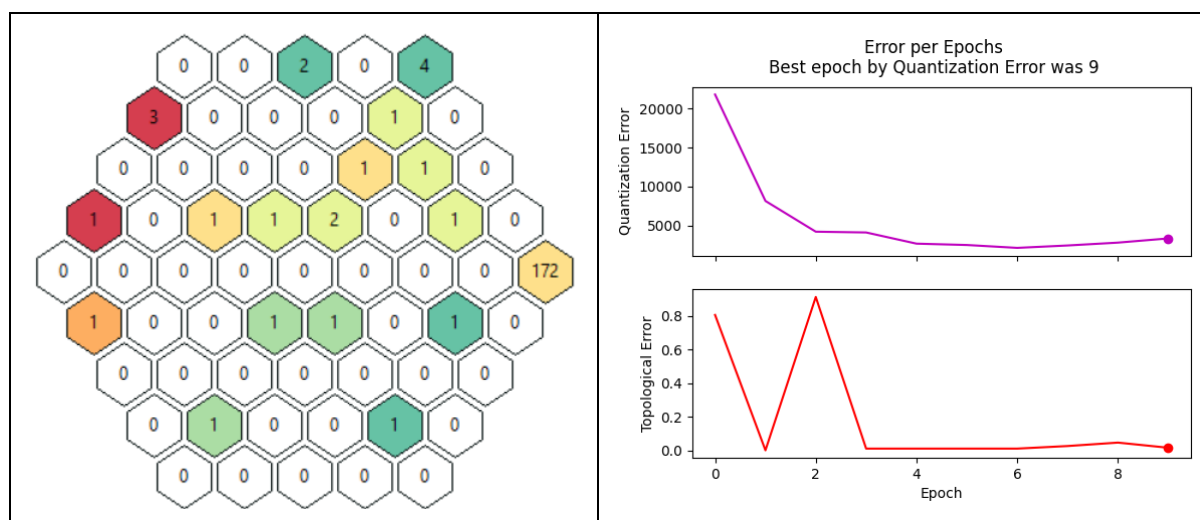 0 0 2 0 4
3 0 0 0 1 0
0 0 0 0 1 1 0
1 0 1 1 2 0 1 0
0 0 0 0 0 0 0 0 172
1 0 0 1 1 0 1 0
0 0 0 0 0 0 0
0 1 0 0 1 0
0 0 0 0 0
Error per Epochs
Best epoch by Quantization Error was 9
Quantization Error
20000
15000
10000
5000
Topological Error
0.8
0.6
0.4
0.2
0.0
0 2 4 6 8
Epoch